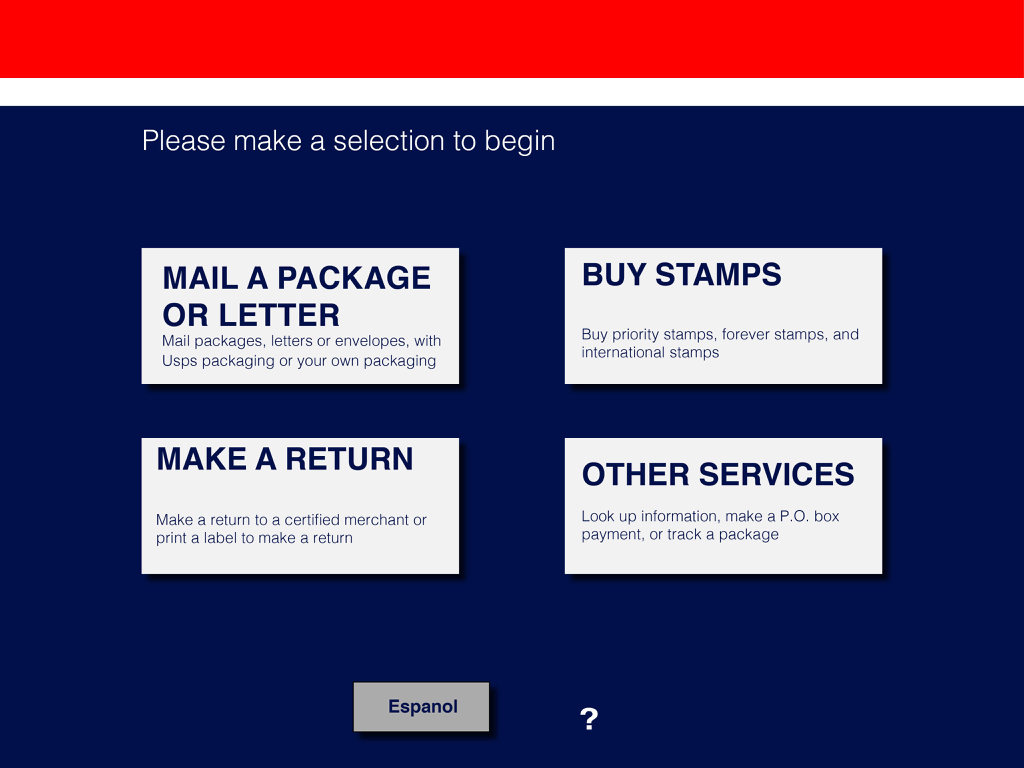 Please make a selection to begin
MAIL A PACKAGE
OR LETTER
Mail packages, letters or envelopes, with
Usps packaging or your own packaging
BUY STAMPS
Buy priority stamps, forever stamps, and
international stamps
MAKE A RETURN
Make a return to a certified merchant or
print a label to make a return
OTHER SERVICES
Look up information, make a P.O. box
payment, or track a package
Espanol
?